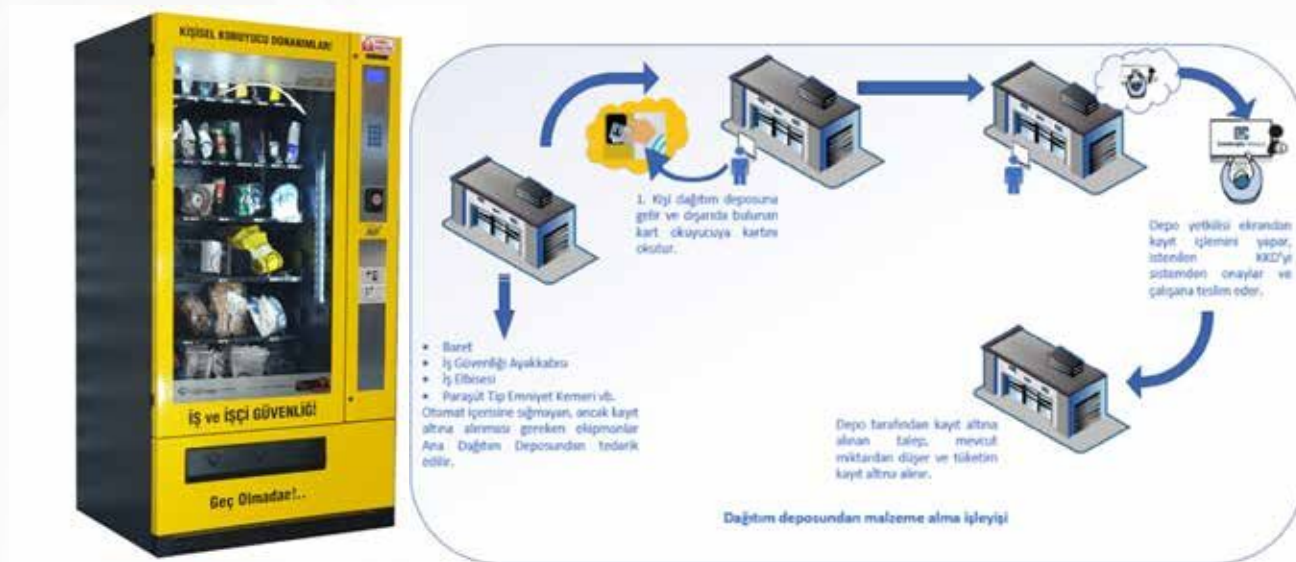 KİŞİSEL KORUYUCU DONANIMLAR!
İŞ ve İŞÇİ GÜVENLİĞİ!
Geç Olmadan!..
1. Kişi dağıtım deposuna
gelir ve dışarıda bulunan
kart okuyucuya kartını
okutur.
Depo yetkilisi ekrandan
kayıt işlemini yapar,
istenilen KKD'yi
sistemden onaylar ve
çalışana teslim eder.
• Baret
• İş Güvenliği Ayakkabısı
• İş Elbisesi
• Paraşüt Tip Emniyet Kemeri vb.
Otomat içerisine sığmayan, ancak kayıt
altına alınması gereken ekipmanlar
Ana Dağıtım Deposundan tedarik
edilir.
Depo tarafından kayıt altına
alınan talep, mevcut
miktardan düşer ve tüketim
kayıt altına alınır.
Dağıtım deposundan malzeme alma işleyişi